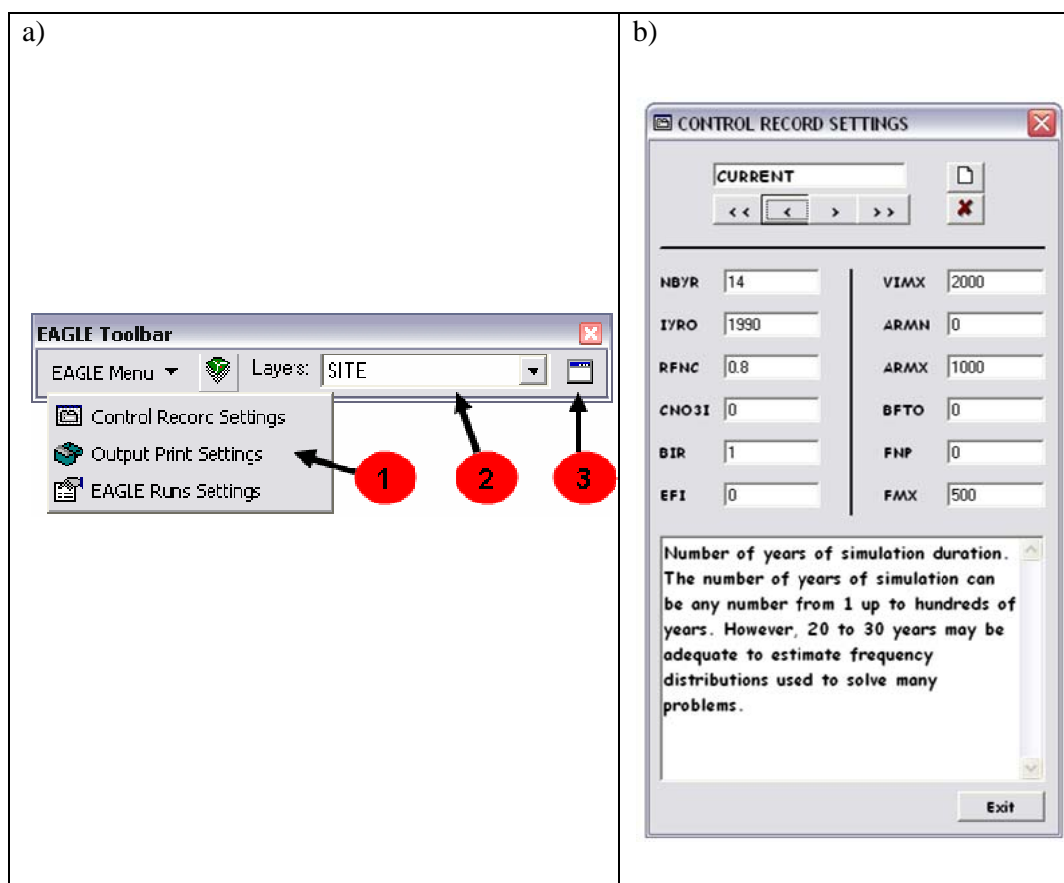 a)
EAGLE Toolbar
EAGLE Menu Layers: SITE
Control Record Settings
Output Print Settings
EAGLE Runs Settings
1
2
3
b)
CONTROL RECORD SETTINGS
CURRENT
<< < > >>
NBYR 14 VIMX 2000
IYRO 1990 ARMN 0
RFNC 0.8 ARMX 1000
CNO3I 0 BFTO 0
BIR 1 FNP 0
EFI 0 FMX 500
Number of years of simulation duration.
The number of years of simulation can
be any number from 1 up to hundreds of
years. However, 20 to 30 years may be
adequate to estimate frequency
distributions used to solve many
problems.
Exit